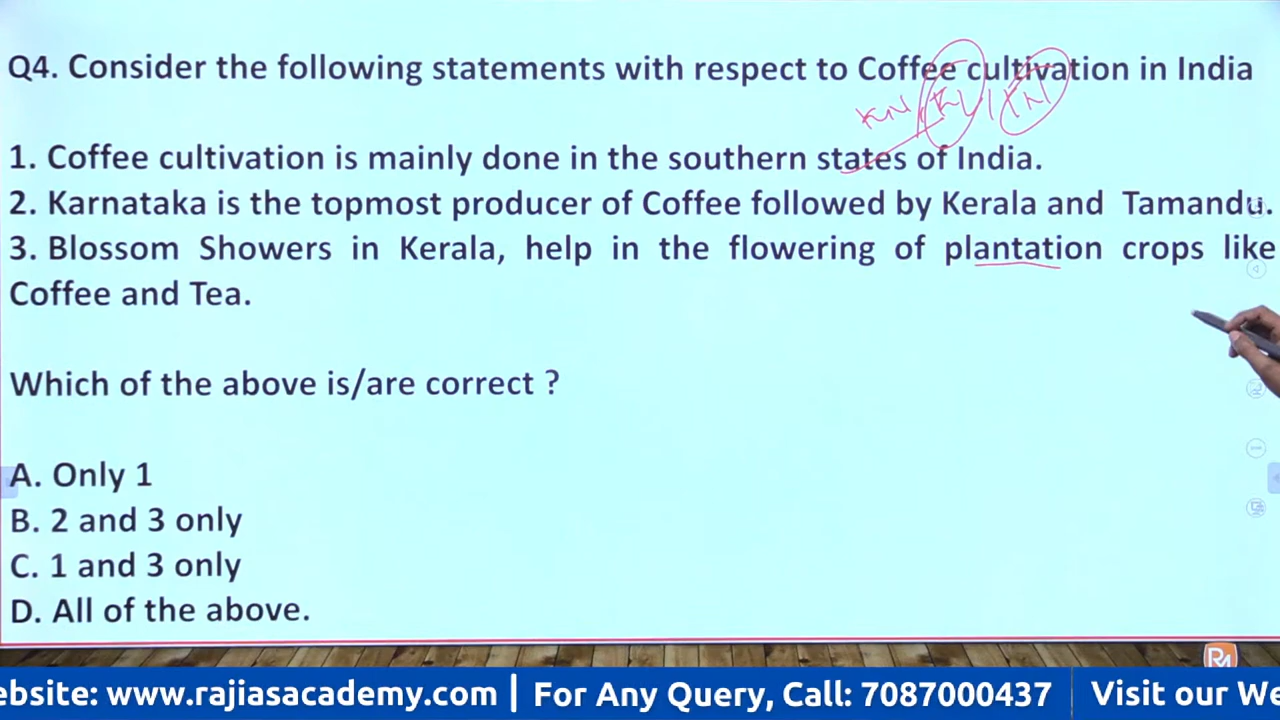 Q4. Consider the following statements with respect to Coffee cultivation in India
KN / KL / TN
1. Coffee cultivation is mainly done in the southern states of India.
2. Karnataka is the topmost producer of Coffee followed by Kerala and Tamandu.
3. Blossom Showers in Kerala, help in the flowering of plantation crops like
Coffee and Tea.
Which of the above is/are correct ?
A. Only 1
B. 2 and 3 only
C. 1 and 3 only
D. All of the above.
ebsite: www.rajiasacademy.com | For Any Query, Call: 7087000437 Visit our We